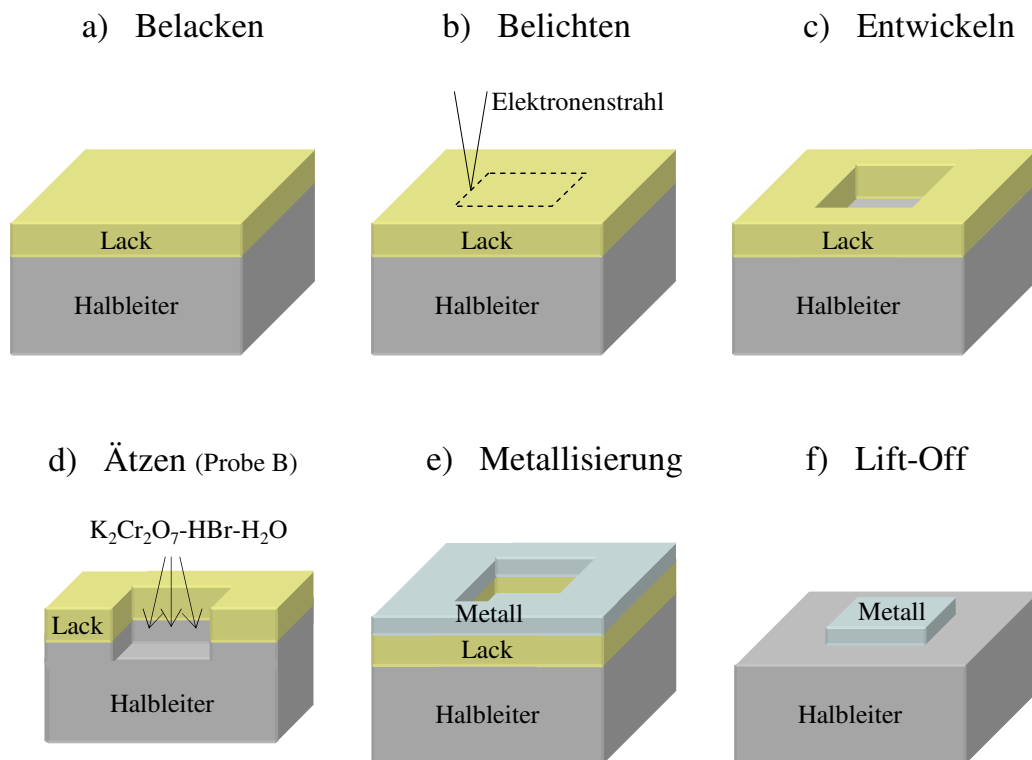 a) Belacken
b) Belichten
c) Entwickeln
Elektronenstrahl
Lack
Halbleiter
Lack
Halbleiter
Lack
Halbleiter
d) Ätzen (Probe B)
e) Metallisierung
f) Lift-Off
K₂Cr₂O₇-HBr-H₂O
Lack
Halbleiter
Metall
Lack
Halbleiter
Metall
Halbleiter